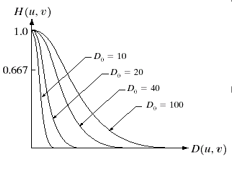 H(u, v)
1.0
D₀ = 10
0.667
D₀ = 20
D₀ = 40
D₀ = 100
D(u, v)